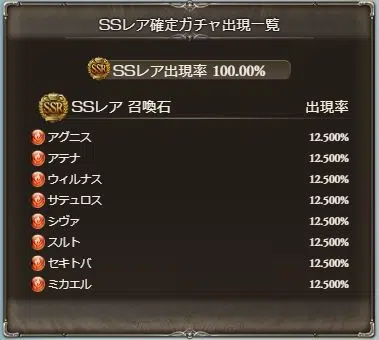 SSレア確定ガチャ出現一覧
SSR SSレア出現率 100.00%
SSR SSレア 召喚石 出現率
アグニス 12.500%
アテナ 12.500%
ウィルナス 12.500%
サテュロス 12.500%
シヴァ 12.500%
スルト 12.500%
セキトバ 12.500%
ミカエル 12.500%